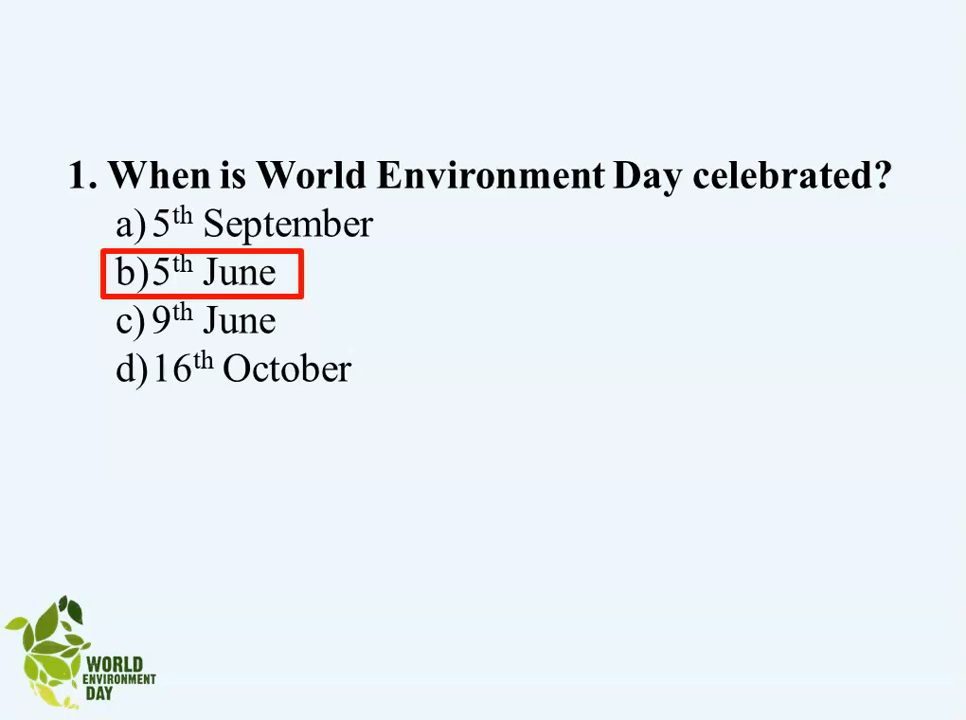 1. When is World Environment Day celebrated?
a) 5th September
b) 5th June
c) 9th June
d) 16th October
WORLD
ENVIRONMENT
DAY